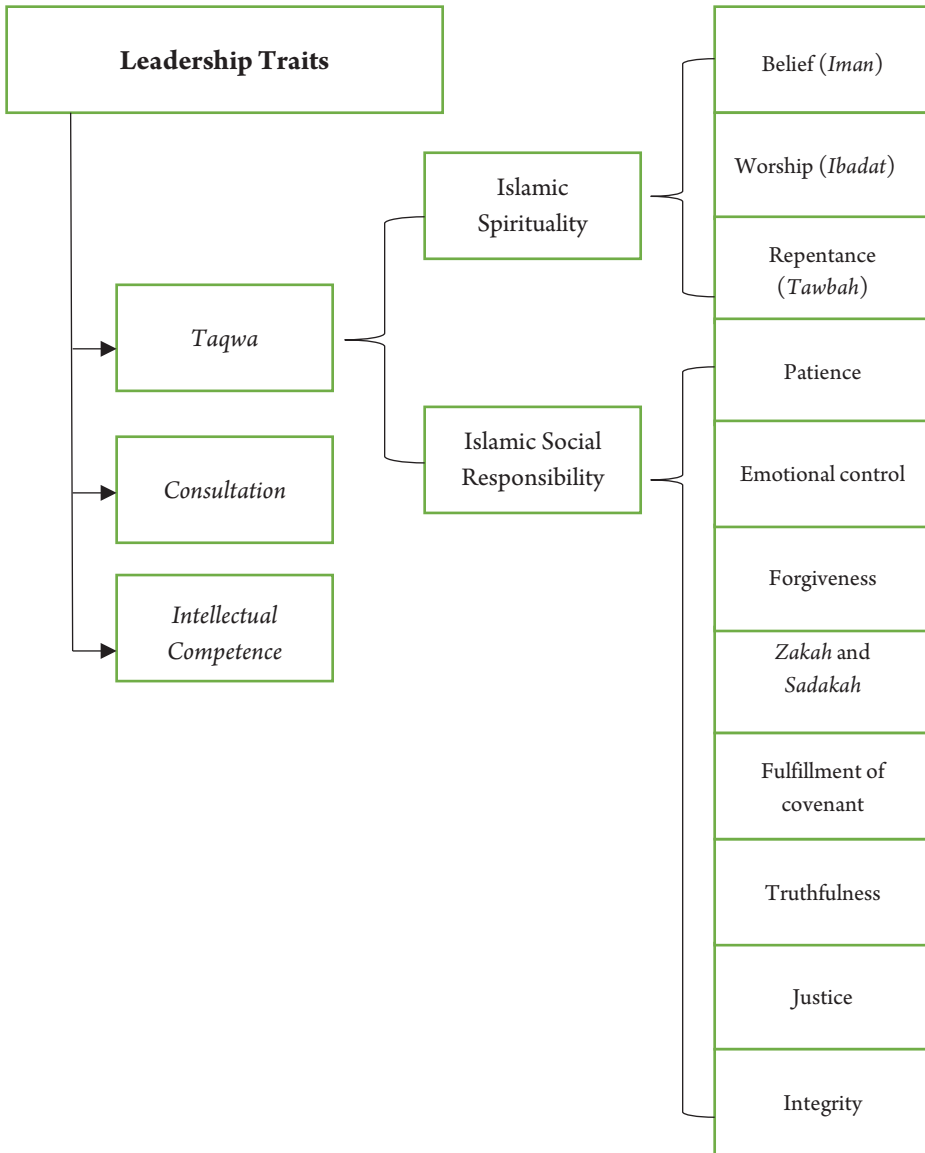 Leadership Traits
Taqwa
Consultation
Intellectual
Competence
Islamic
Spirituality
Islamic Social
Responsibility
Belief (Iman)
Worship (Ibadat)
Repentance
(Tawbah)
Patience
Emotional control
Forgiveness
Zakah and
Sadakah
Fulfillment of
covenant
Truthfulness
Justice
Integrity